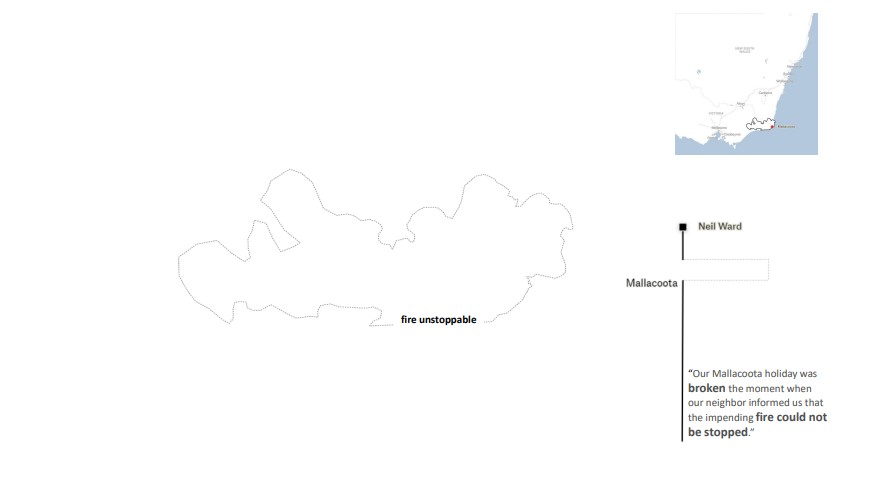 NEW SOUTH
WALES
VICTORIA
Mallacoota
fire unstoppable
Neil Ward
Mallacoota
“Our Mallacoota holiday was
broken the moment when
our neighbor informed us that
the impending fire could not
be stopped.”